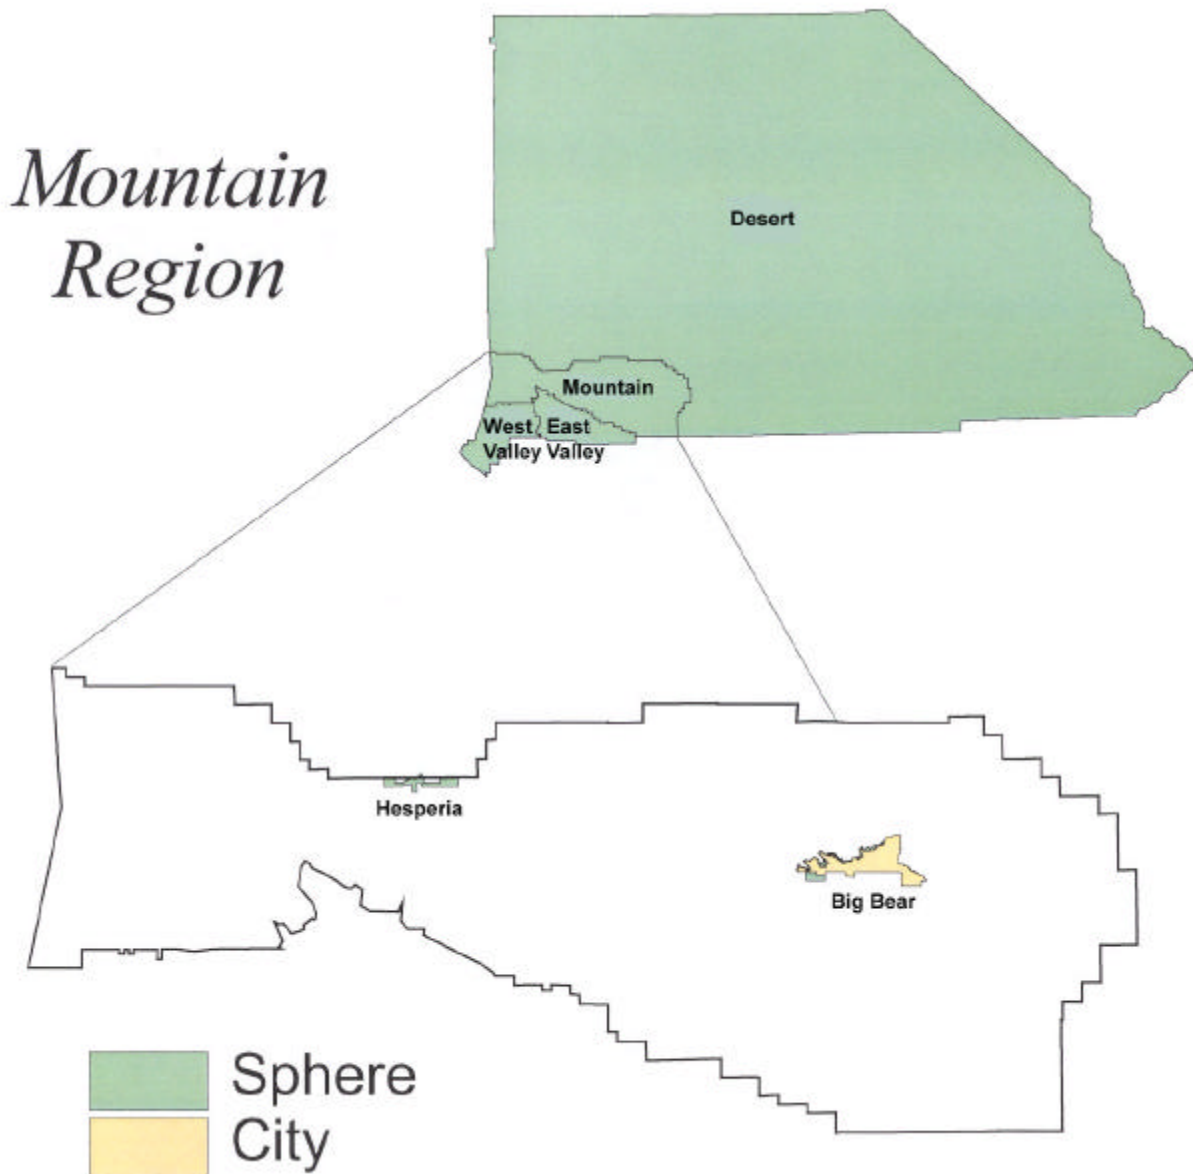 Mountain
Region
Desert
Mountain
West East
Valley Valley
Hesperia
Big Bear
Sphere
City